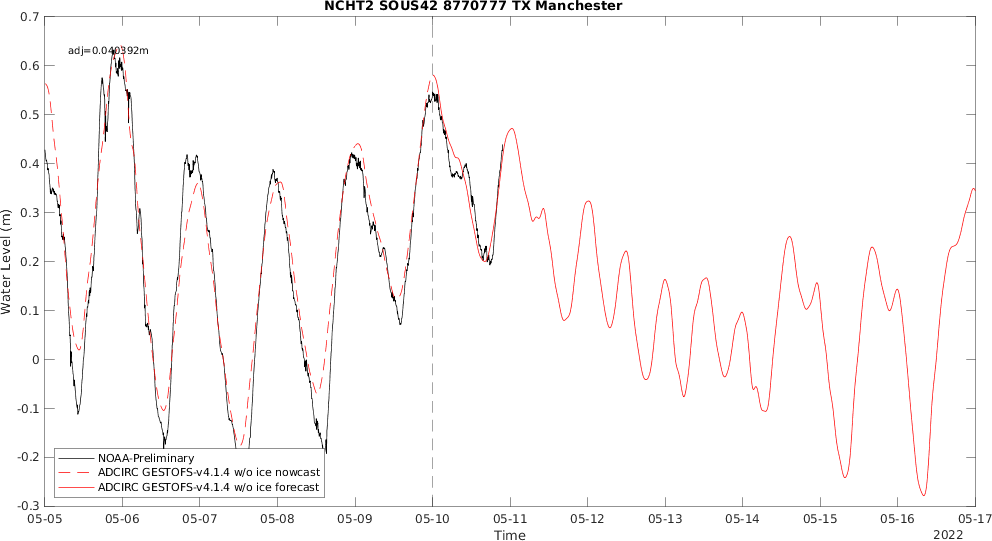 NCHT2 SOUS42 8770777 TX Manchester
adj=0.040392m
Water Level (m)
0.7
0.6
0.5
0.4
0.3
0.2
0.1
0
-0.1
-0.2
-0.3
NOAA-Preliminary
ADCIRC GESTOFS-v4.1.4 w/o ice nowcast
ADCIRC GESTOFS-v4.1.4 w/o ice forecast
05-05 05-06 05-07 05-08 05-09 05-10 05-11 05-12 05-13 05-14 05-15 05-16 05-17
Time
2022